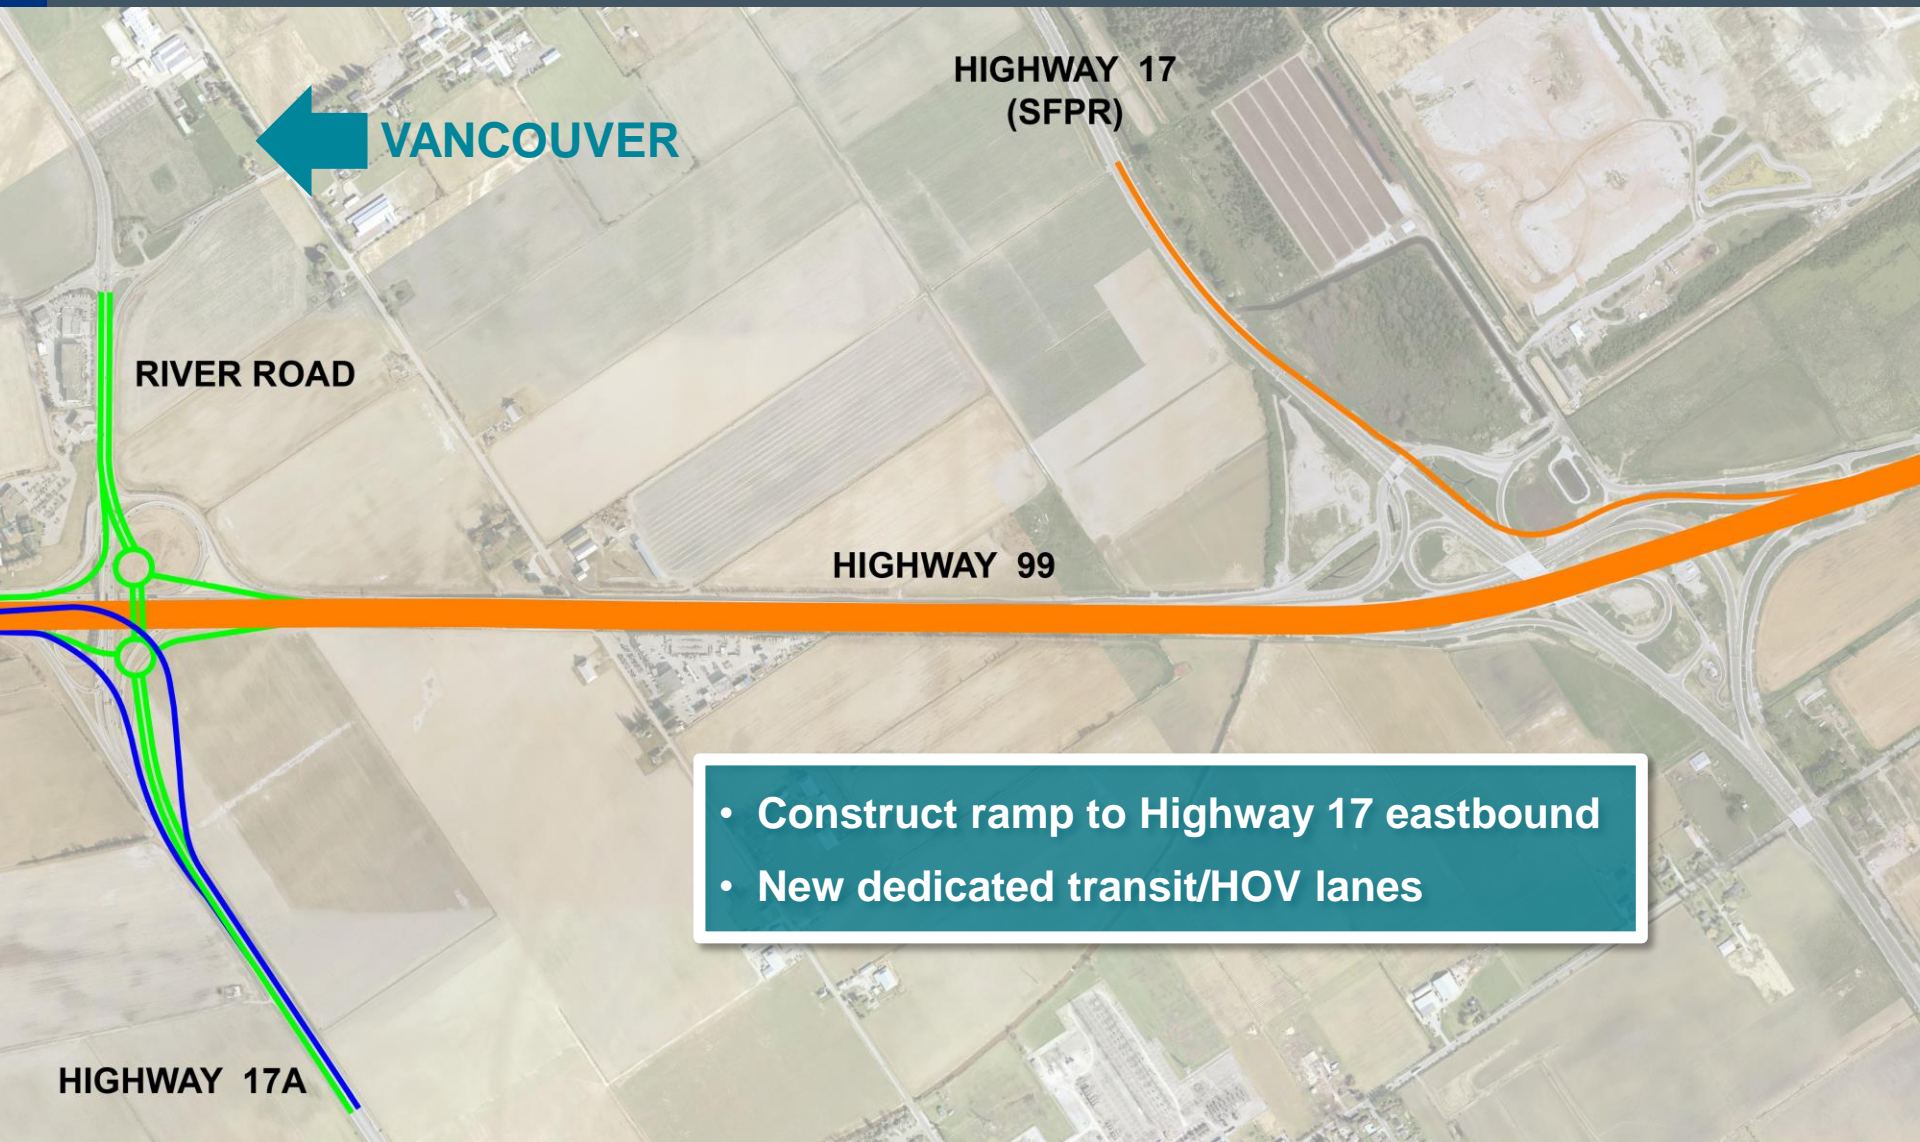 HIGHWAY 17
(SFPR)
VANCOUVER
RIVER ROAD
HIGHWAY 99
• Construct ramp to Highway 17 eastbound
• New dedicated transit/HOV lanes
HIGHWAY 17A